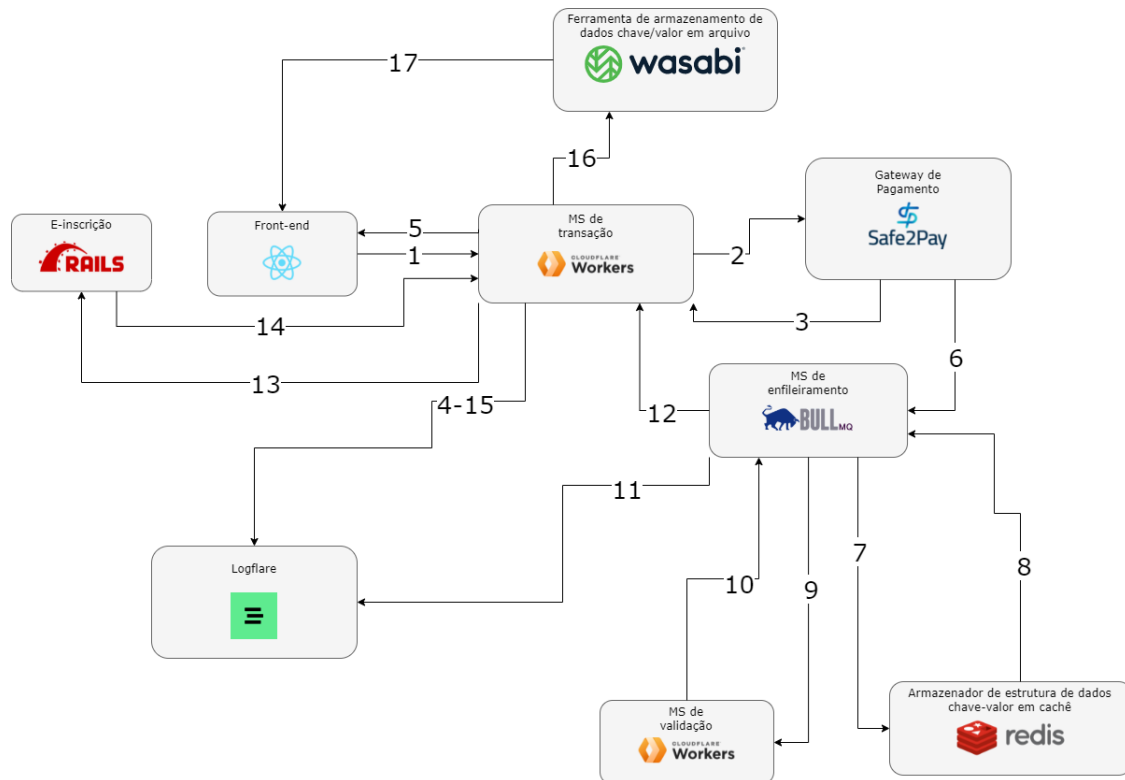 Ferramenta de armazenamento de
dados chave/valor em arquivo
wasabi
17
16
Gateway de
Pagamento
Safe2Pay
E-inscrição
RAILS
Front-end
5
1
MS de
transação
CLOUDFLARE
Workers
2
14
3
13
6
4-15
12
MS de
enfileiramento
BULLMQ
11
Logflare
10
9
7
8
MS de
validação
CLOUDFLARE
Workers
Armazenador de estrutura de dados
chave-valor em cachê
redis